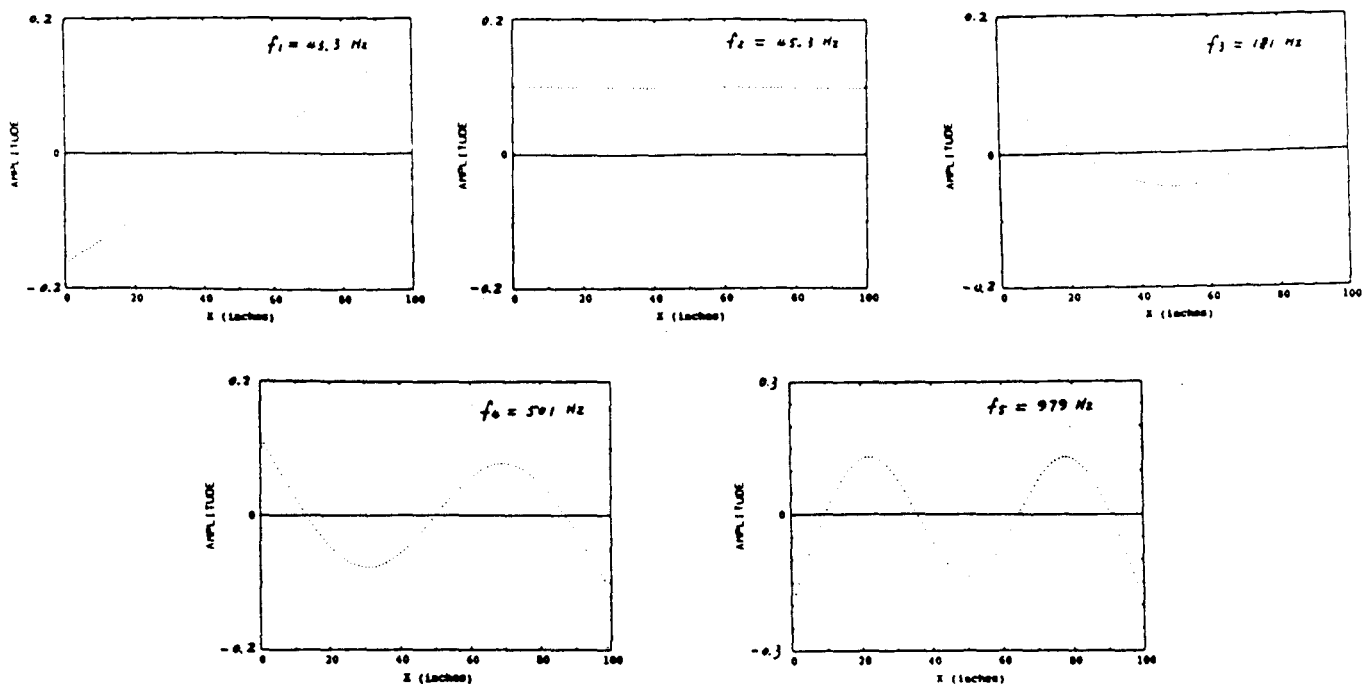 0.2
f1 = 43.3 Hz
AMPLITUDE
0
-0.2
0 20 40 60 80 100
X (inches)
0.2
f2 = 45.3 Hz
AMPLITUDE
0
-0.2
0 20 40 60 80 100
X (inches)
0.2
f3 = 181 Hz
AMPLITUDE
0
-0.2
0 20 40 60 80 100
X (inches)
0.2
f4 = 501 Hz
AMPLITUDE
0
-0.2
0 20 40 60 80 100
X (inches)
0.3
f5 = 979 Hz
AMPLITUDE
0
-0.3
0 20 40 60 80 100
X (inches)